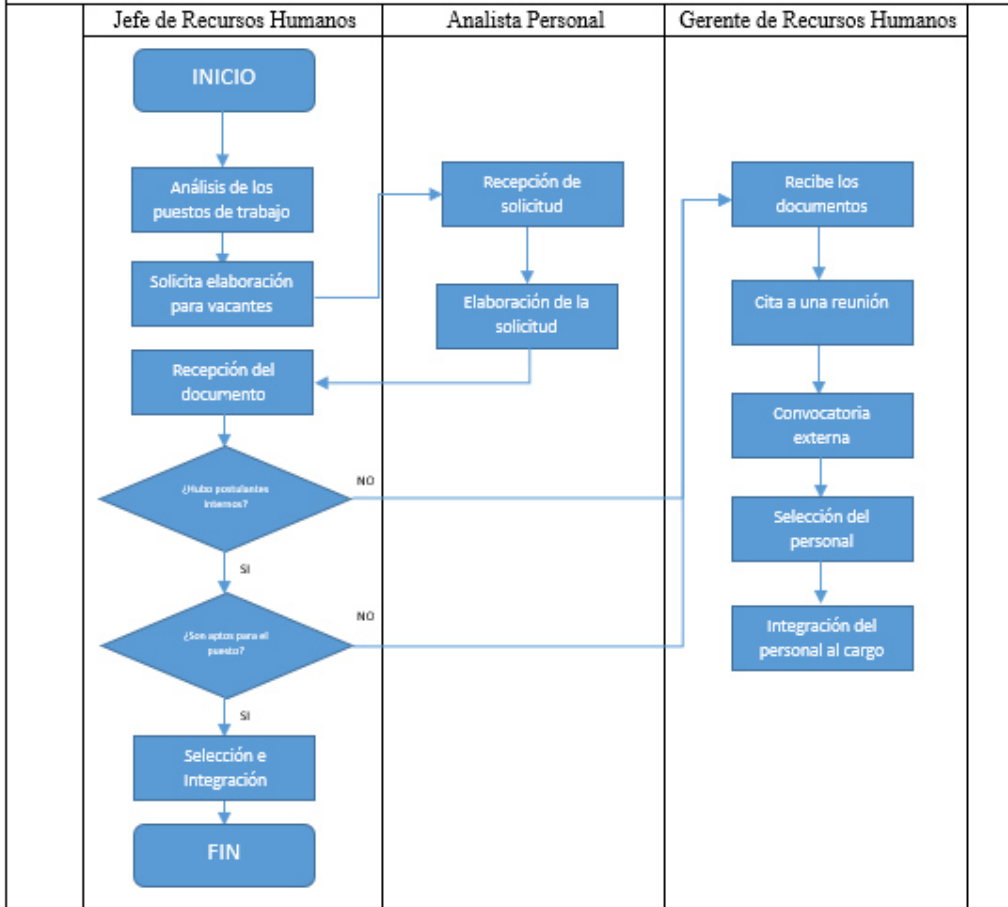 Jefe de Recursos Humanos
Analista Personal
Gerente de Recursos Humanos
INICIO
Análisis de los
puestos de trabajo
Solicita elaboración
para vacantes
Recepción de
solicitud
Elaboración de la
solicitud
Recepción del
documento
¿Hubo postulantes
internos?
NO
SI
¿Son aptos para el
puesto?
NO
SI
Selección e
Integración
FIN
Recibe los
documentos
Cita a una reunión
Convocatoria
externa
Selección del
personal
Integración del
personal al cargo